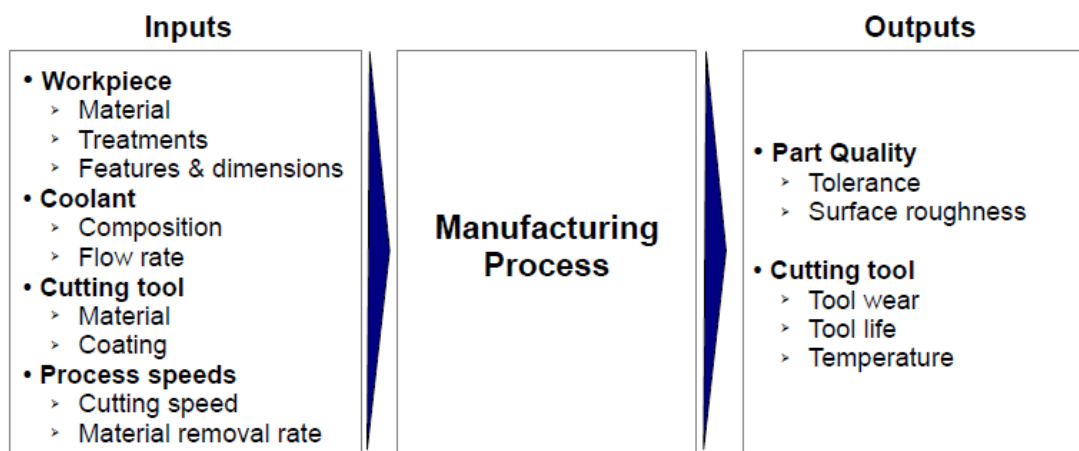 Inputs
• Workpiece
➢ Material
➢ Treatments
➢ Features & dimensions
• Coolant
➢ Composition
➢ Flow rate
• Cutting tool
➢ Material
➢ Coating
• Process speeds
➢ Cutting speed
➢ Material removal rate
Manufacturing
Process
Outputs
• Part Quality
➢ Tolerance
➢ Surface roughness
• Cutting tool
➢ Tool wear
➢ Tool life
➢ Temperature